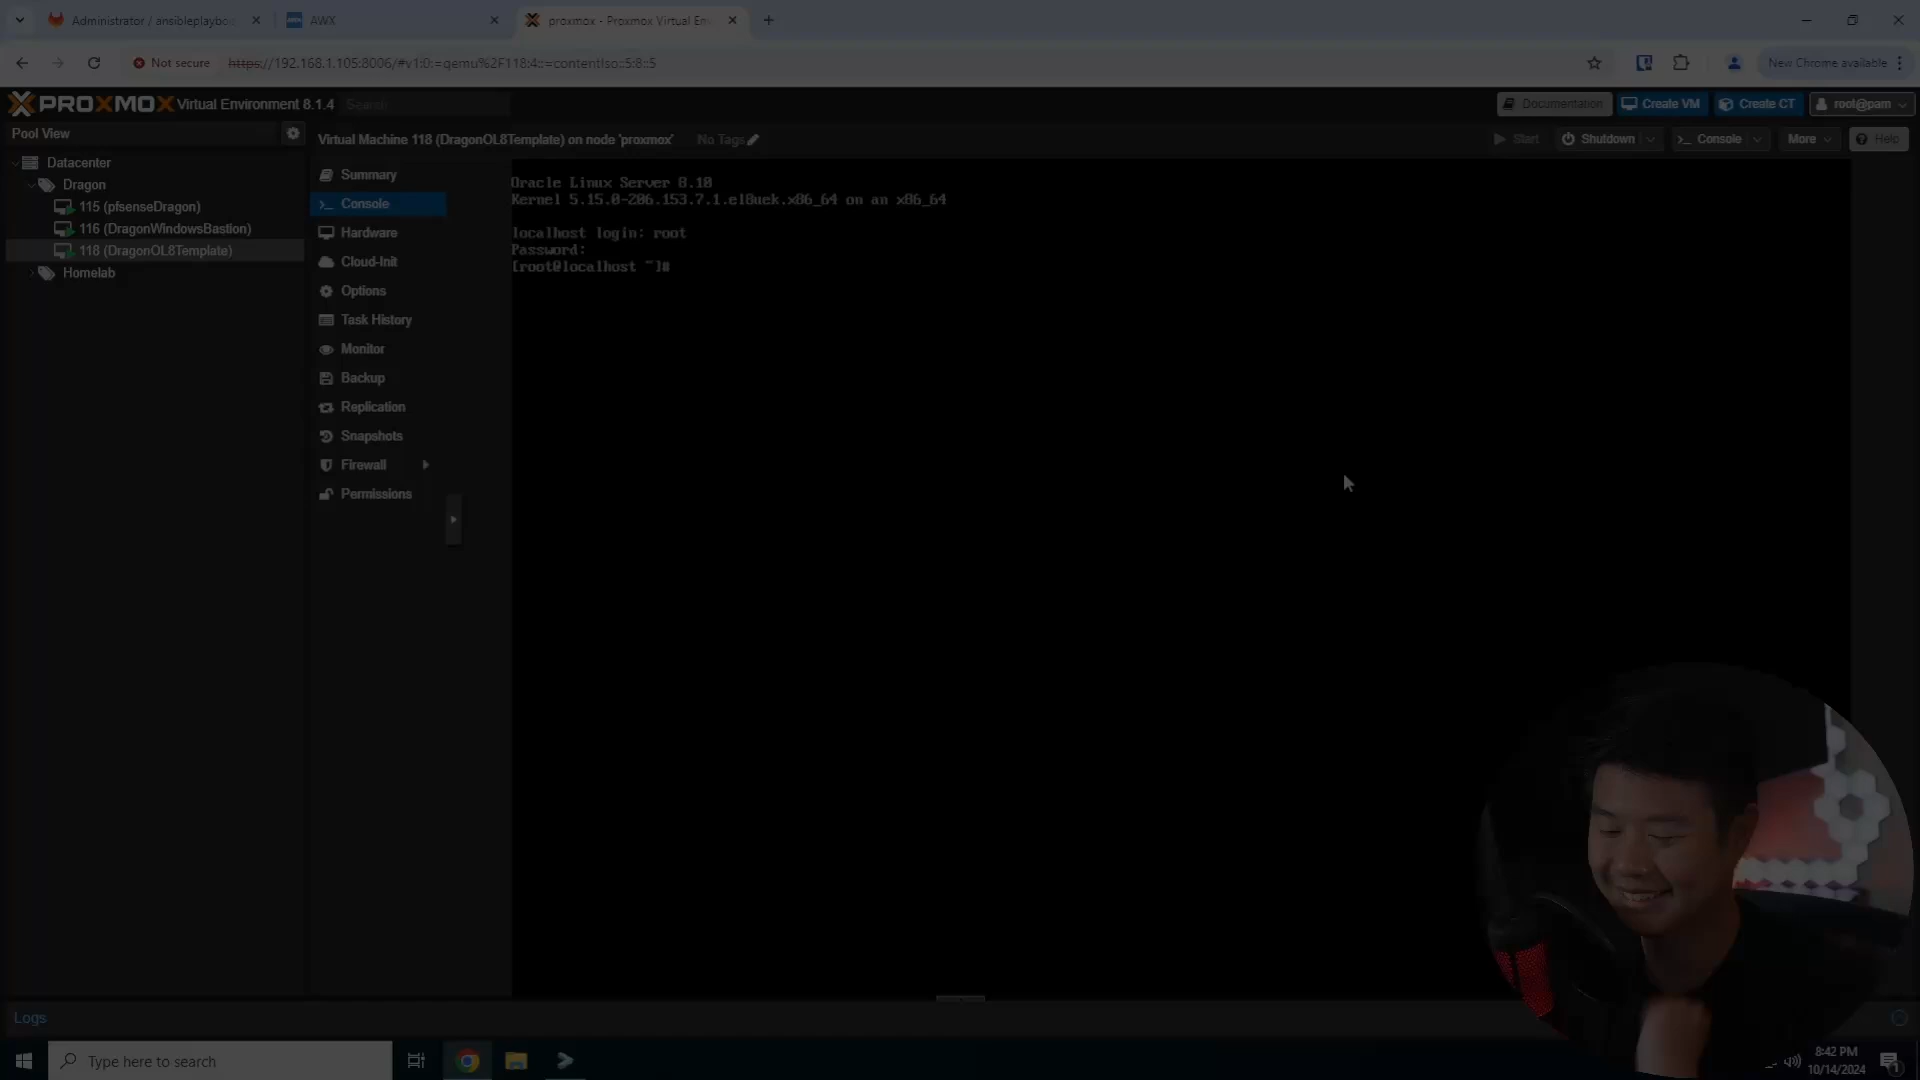 Administrator / ansibleplayboo
AWX
proxmox - Proxmox Virtual En
Not secure
https://192.168.1.105:8006/#v1:0:=qemu%2F118:4::=contentIso::5:8::5
New Chrome available
PROXMOX Virtual Environment 8.1.4
Search
Documentation
Create VM
Create CT
root@pam
Pool View
Virtual Machine 118 (DragonOL8Template) on node 'proxmox'
No Tags
Start
Shutdown
Console
More
Help
Datacenter
Dragon
115 (pfsenseDragon)
116 (DragonWindowsBastion)
118 (DragonOL8Template)
Homelab
Summary
Console
Hardware
Cloud-Init
Options
Task History
Monitor
Backup
Replication
Snapshots
Firewall
Permissions
Oracle Linux Server 8.10
Kernel 5.15.0-206.153.7.1.el8uek.x86_64 on an x86_64
localhost login: root
Password:
[root@localhost ~]#
Logs
Type here to search
8:42 PM
10/14/2024
1